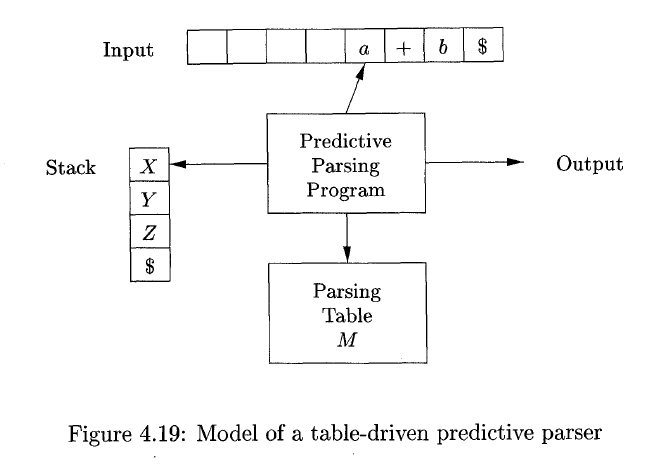 Input a + b $
Predictive
Parsing
Program
Stack X
Y
Z
$
Output
Parsing
Table
M
Figure 4.19: Model of a table-driven predictive parser